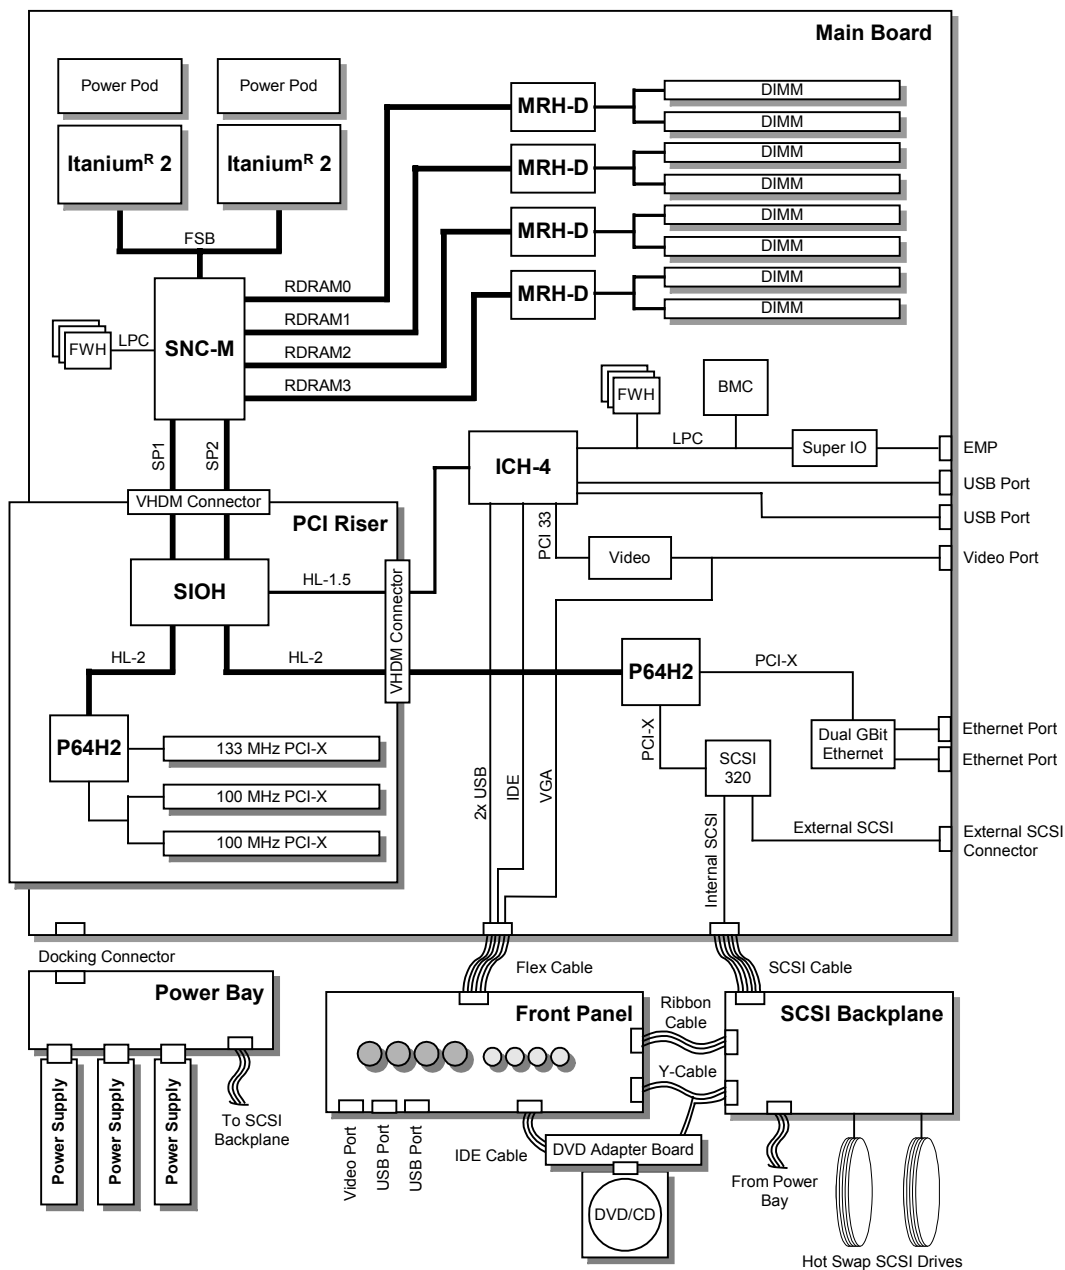 Main Board
Power Pod
Power Pod
Itanium^R 2
Itanium^R 2
FSB
MRH-D
DIMM
DIMM
MRH-D
DIMM
DIMM
MRH-D
DIMM
DIMM
MRH-D
DIMM
DIMM
RDRAM0
RDRAM1
RDRAM2
RDRAM3
SNC-M
LPC
FWH
SP1
SP2
FWH
BMC
LPC
Super IO
EMP
ICH-4
USB Port
USB Port
PCI 33
Video
Video Port
VHDM Connector
PCI Riser
SIOH
HL-1.5
VHDM Connector
HL-2
HL-2
P64H2
133 MHz PCI-X
100 MHz PCI-X
100 MHz PCI-X
P64H2
PCI-X
PCI-X
Dual GBit
Ethernet
Ethernet Port
Ethernet Port
SCSI
320
2x USB
IDE
VGA
Internal SCSI
External SCSI
External SCSI
Connector
Docking Connector
Power Bay
Power Supply
Power Supply
Power Supply
To SCSI
Backplane
Flex Cable
SCSI Cable
Front Panel
Ribbon
Cable
Y-Cable
SCSI Backplane
Video Port
USB Port
USB Port
IDE Cable
DVD Adapter Board
DVD/CD
From Power
Bay
Hot Swap SCSI Drives